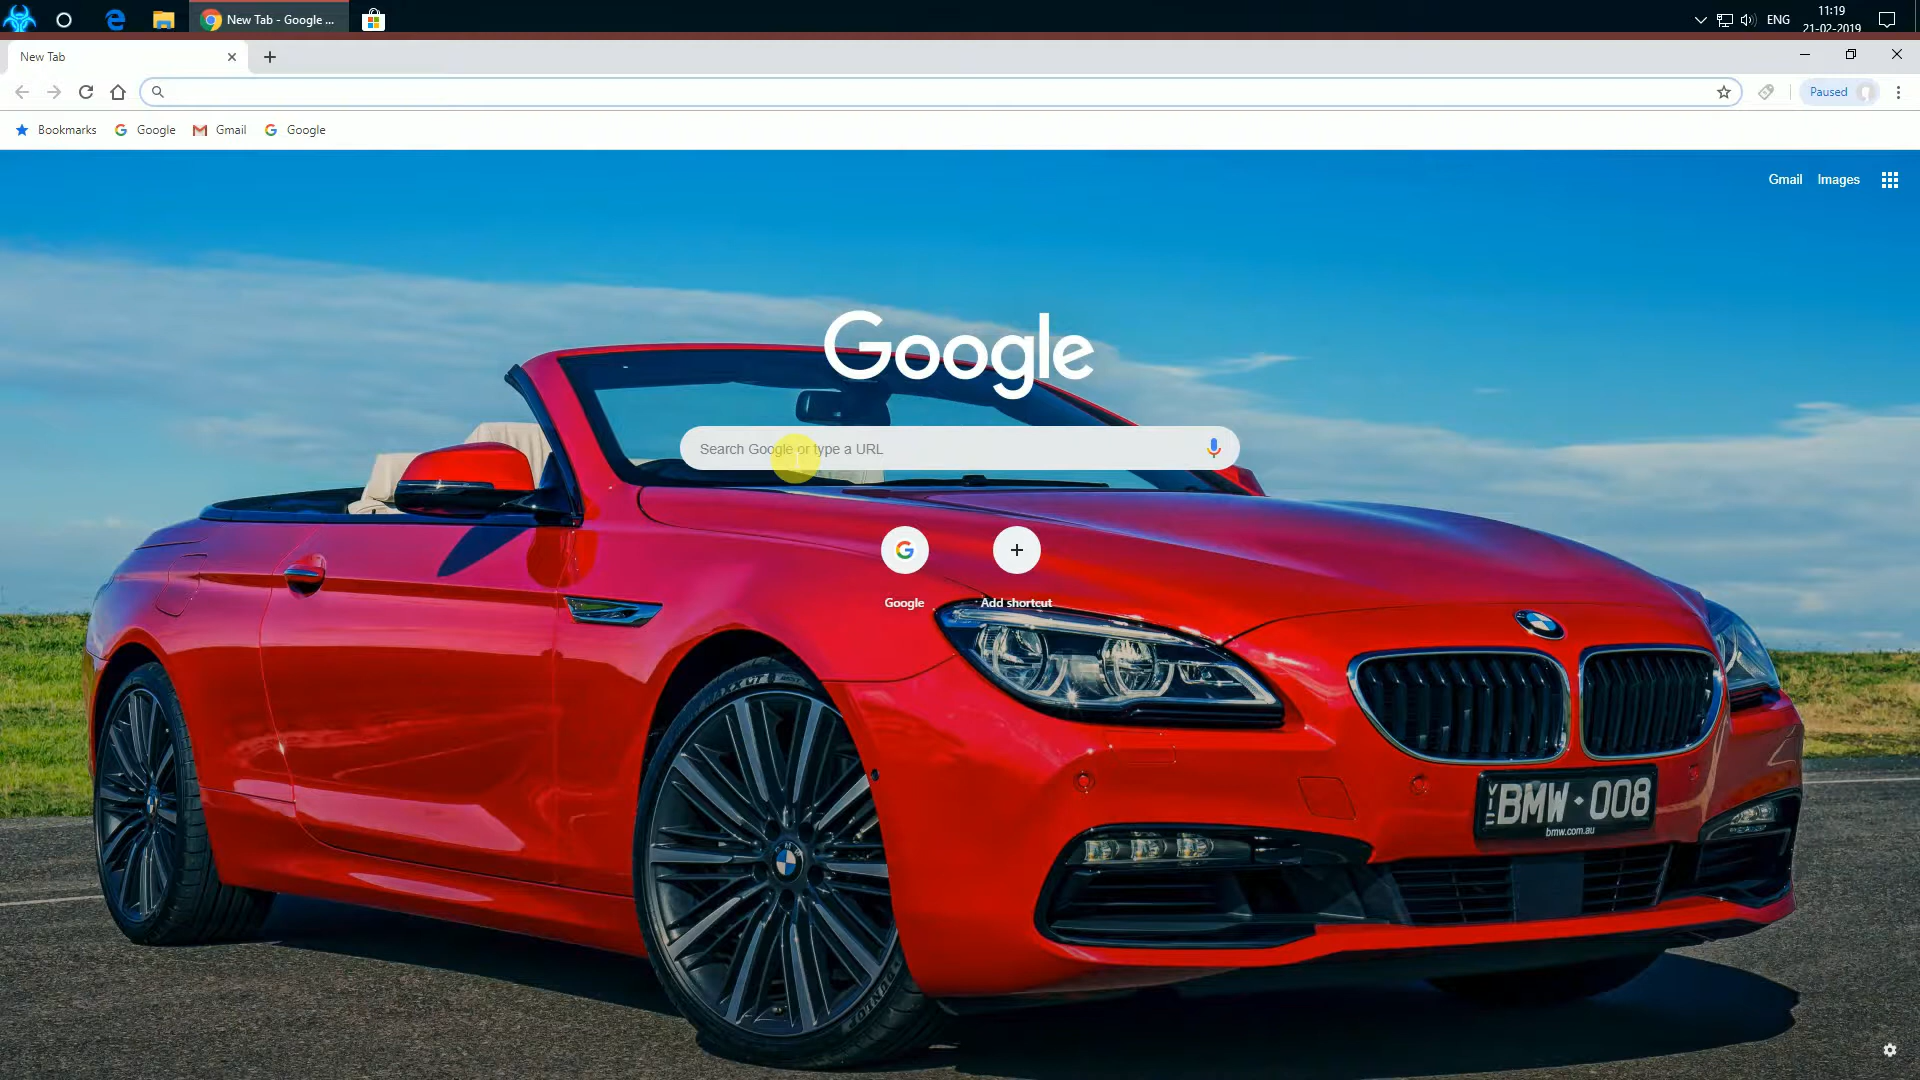 New Tab - Google ...
ENG
11:19
21-02-2019
New Tab
Paused
Bookmarks
Google
Gmail
Google
Gmail
Images
Google
Search Google or type a URL
Google
Add shortcut
BMW·008
bmw.com.au
DUNLOP